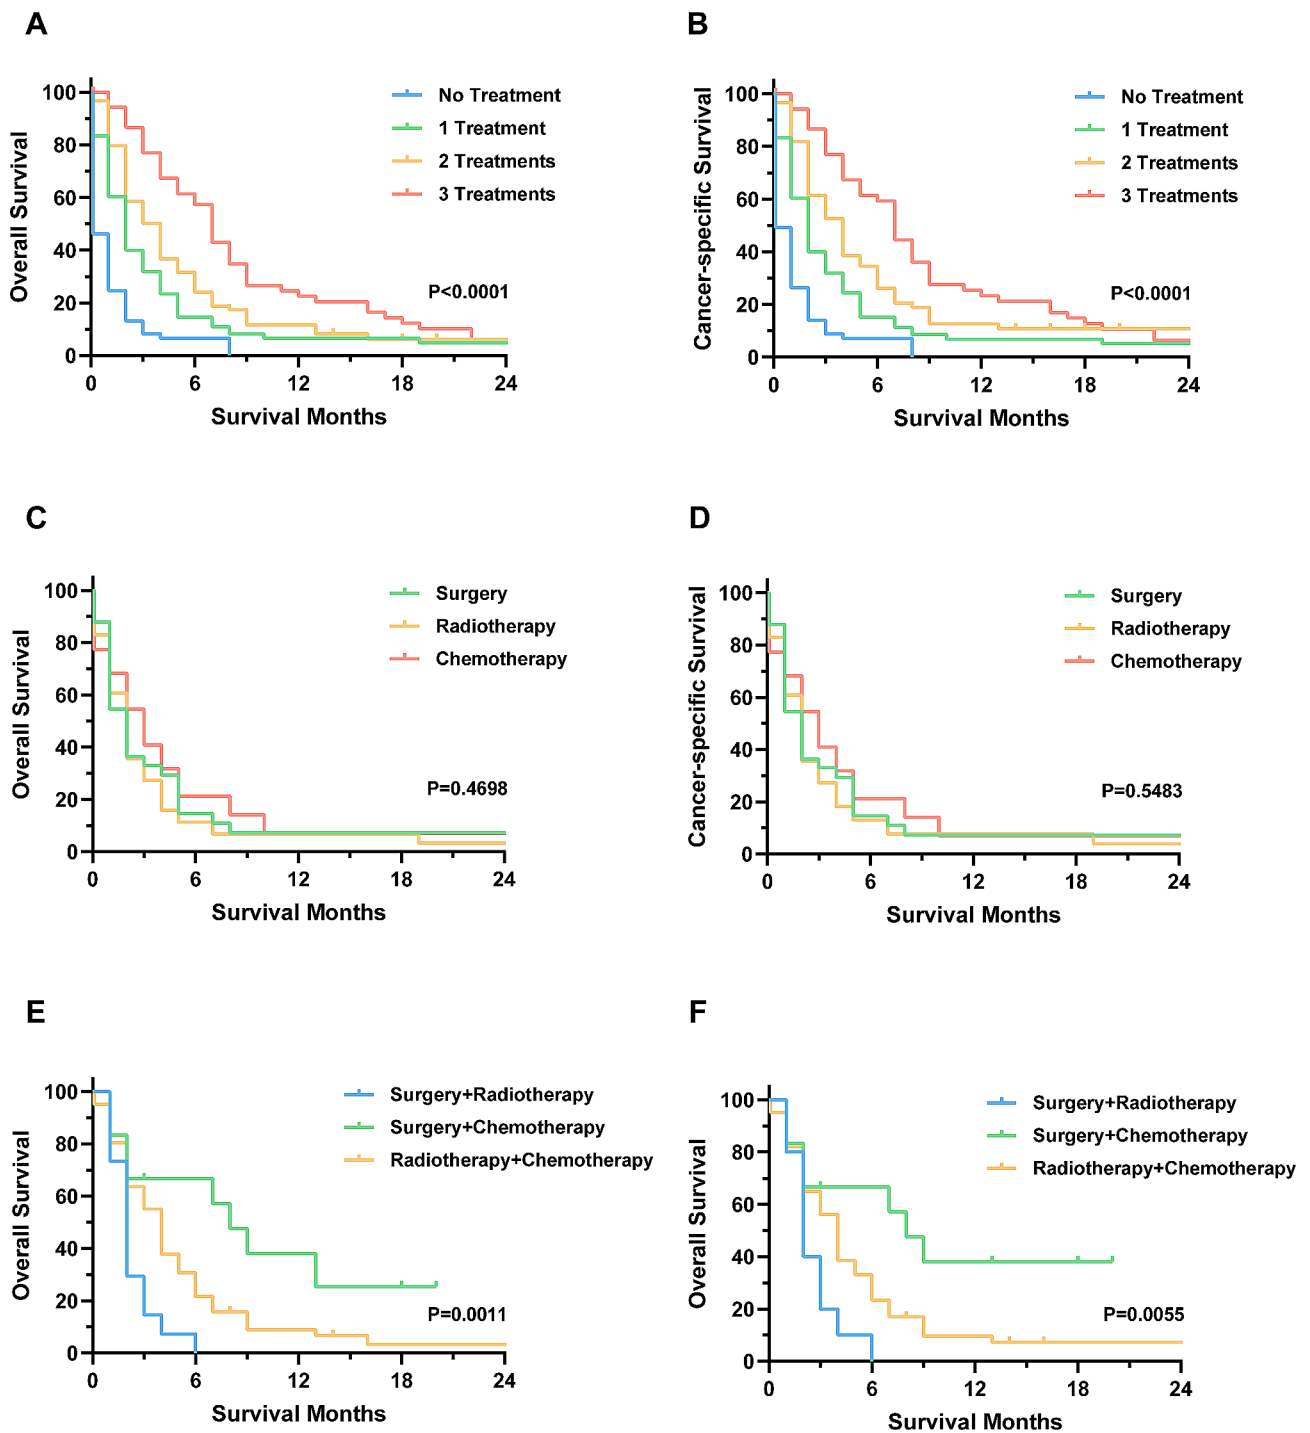 A
Overall Survival
100
80
60
40
20
0
0 6 12 18 24
Survival Months
No Treatment
1 Treatment
2 Treatments
3 Treatments
P<0.0001
B
Cancer-specific Survival
100
80
60
40
20
0
0 6 12 18 24
Survival Months
No Treatment
1 Treatment
2 Treatments
3 Treatments
P<0.0001
C
Overall Survival
100
80
60
40
20
0
0 6 12 18 24
Survival Months
Surgery
Radiotherapy
Chemotherapy
P=0.4698
D
Cancer-specific Survival
100
80
60
40
20
0
0 6 12 18 24
Survival Months
Surgery
Radiotherapy
Chemotherapy
P=0.5483
E
Overall Survival
100
80
60
40
20
0
0 6 12 18 24
Survival Months
Surgery+Radiotherapy
Surgery+Chemotherapy
Radiotherapy+Chemotherapy
P=0.0011
F
Overall Survival
100
80
60
40
20
0
0 6 12 18 24
Survival Months
Surgery+Radiotherapy
Surgery+Chemotherapy
Radiotherapy+Chemotherapy
P=0.0055